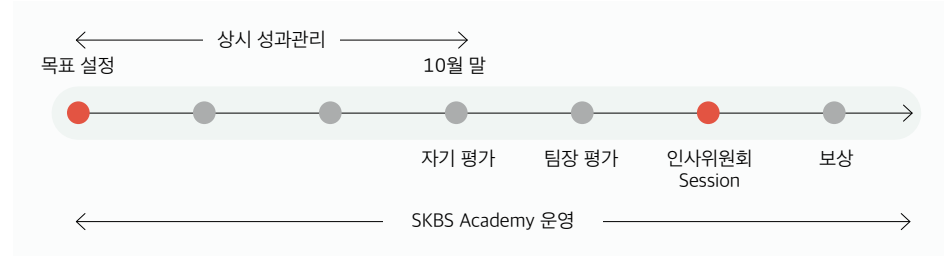 상시 성과관리
목표 설정
10월 말
자기 평가
팀장 평가
인사위원회
Session
보상
SKBS Academy 운영